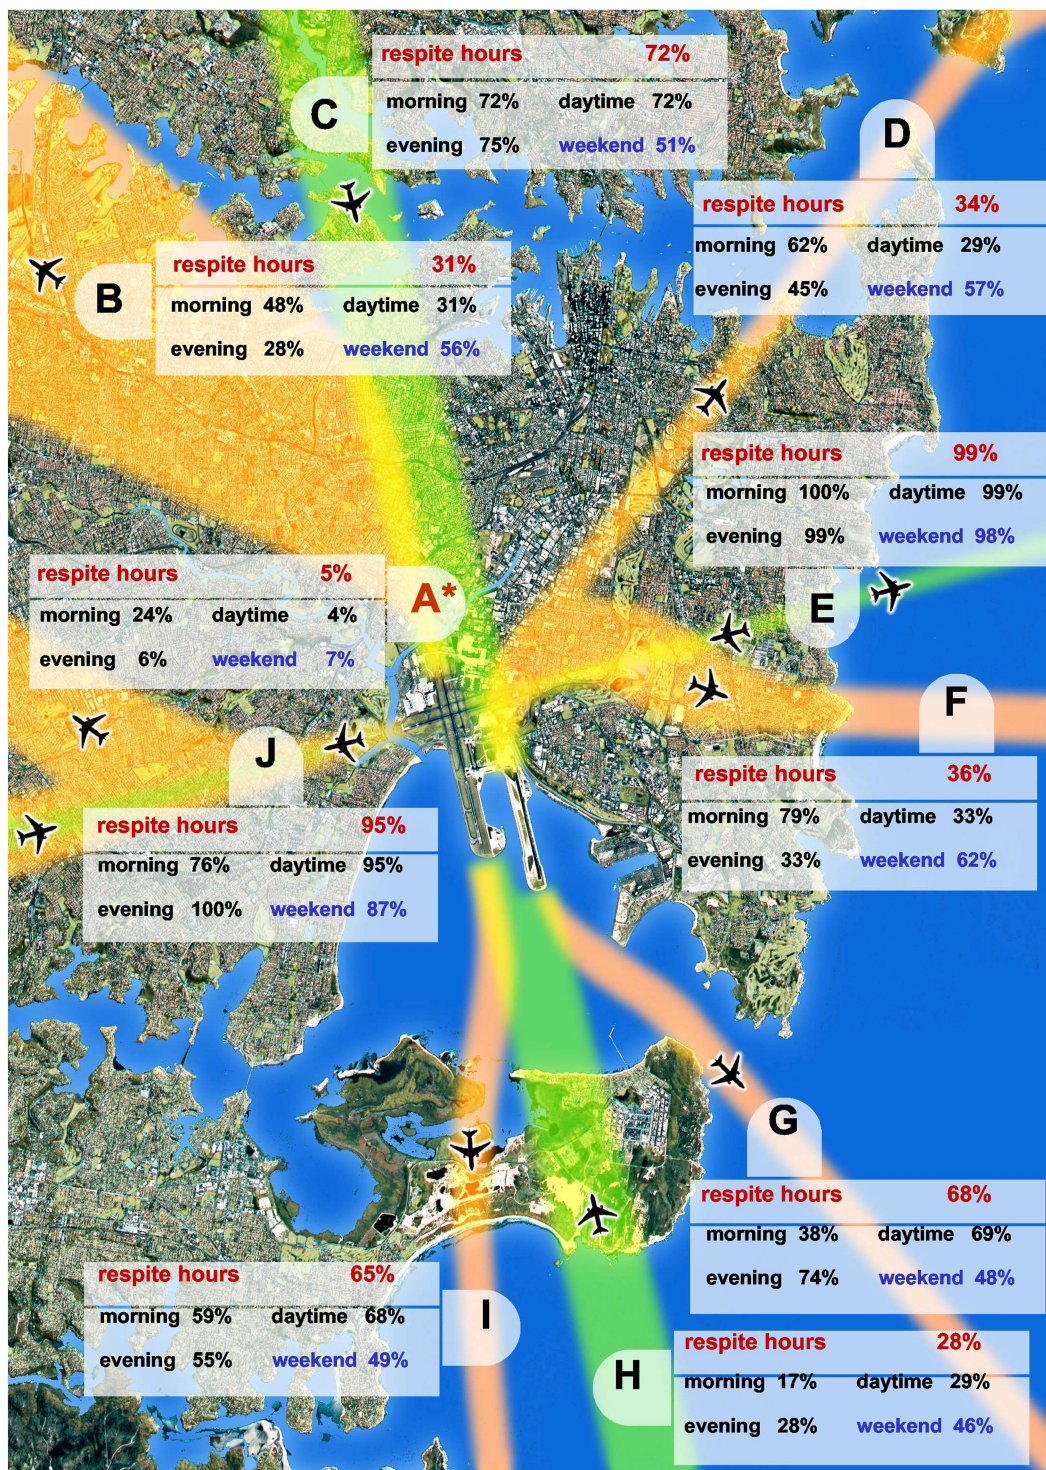 C
respite hours 72%
morning 72% daytime 72%
evening 75% weekend 51%
D
respite hours 34%
morning 62% daytime 29%
evening 45% weekend 57%
B
respite hours 31%
morning 48% daytime 31%
evening 28% weekend 56%
respite hours 99%
morning 100% daytime 99%
evening 99% weekend 98%
E
A*
respite hours 5%
morning 24% daytime 4%
evening 6% weekend 7%
F
respite hours 36%
morning 79% daytime 33%
evening 33% weekend 62%
J
respite hours 95%
morning 76% daytime 95%
evening 100% weekend 87%
G
respite hours 68%
morning 38% daytime 69%
evening 74% weekend 48%
respite hours 65%
morning 59% daytime 68%
evening 55% weekend 49%
I
H
respite hours 28%
morning 17% daytime 29%
evening 28% weekend 46%